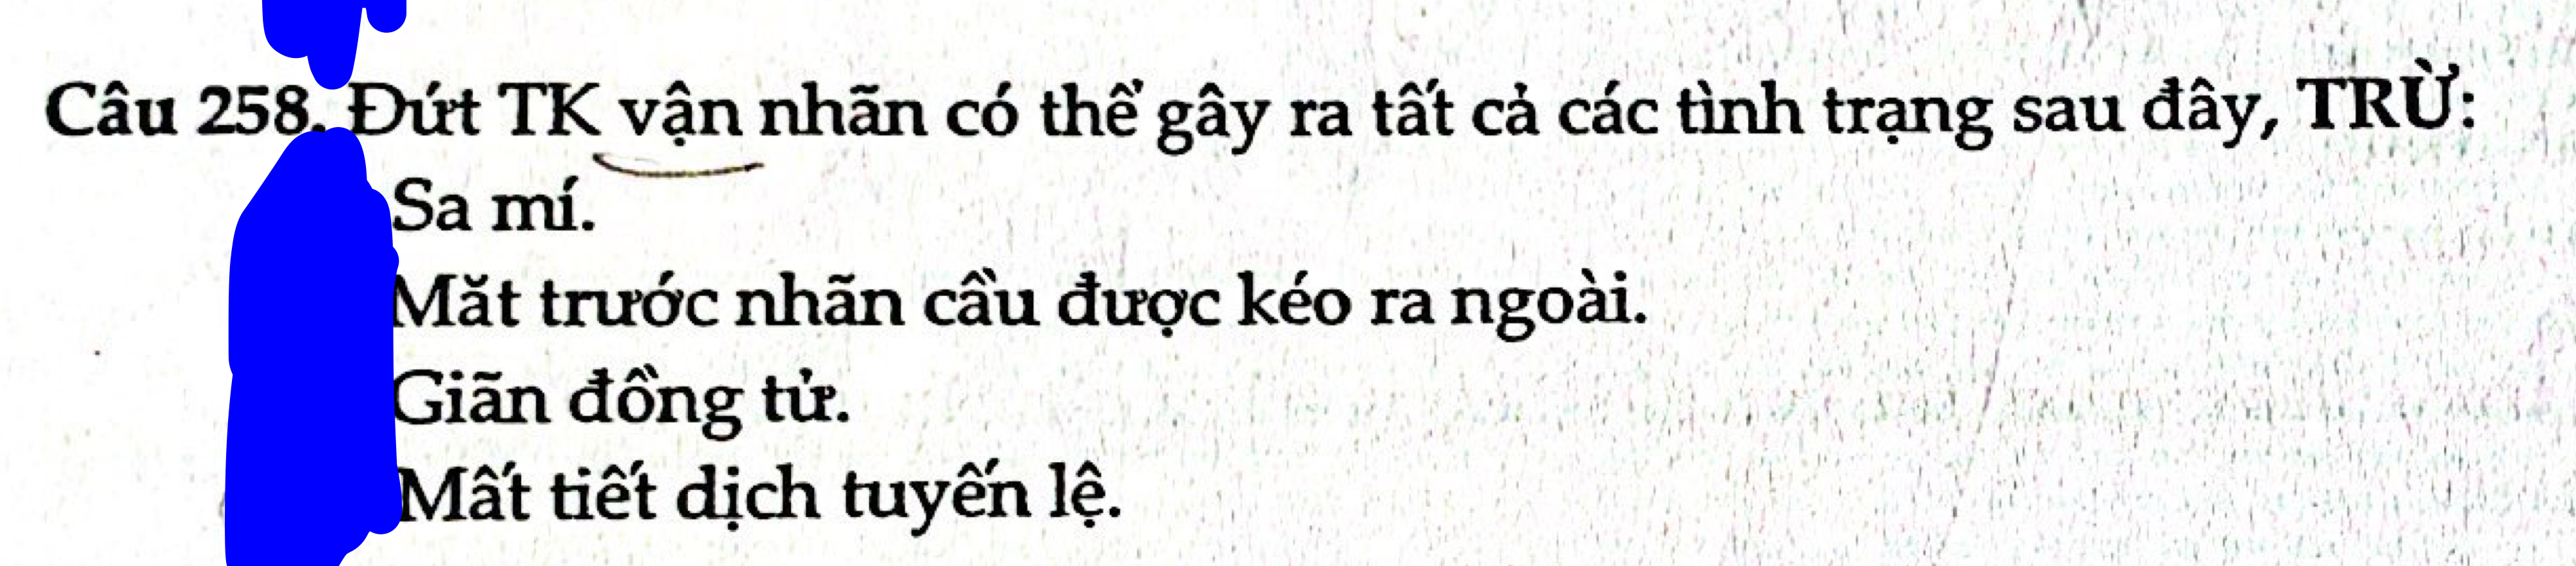 Câu 258. Đứt TK vận nhãn có thể gây ra tất cả các tình trạng sau đây, TRỪ:
Sa mí.
Măt trước nhãn cầu được kéo ra ngoài.
Giãn đồng tử.
Mất tiết dịch tuyến lệ.